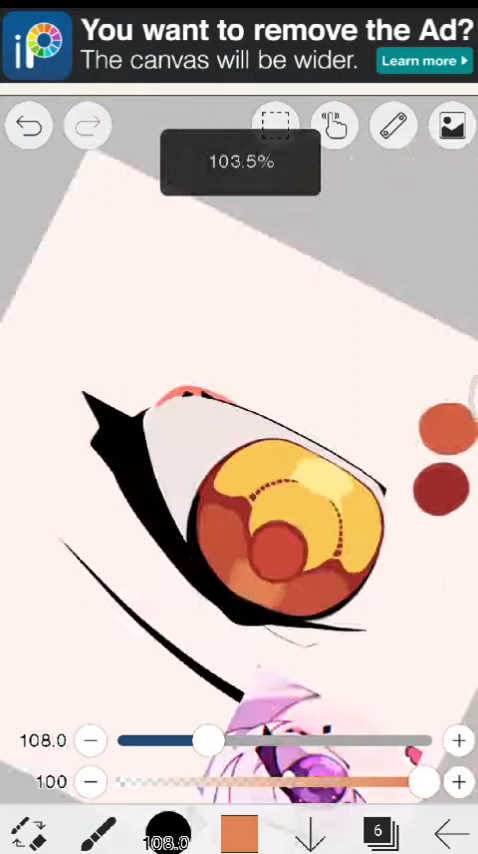 iP
You want to remove the Ad?
The canvas will be wider.
Learn more
103.5%
108.0
100
108.0
6